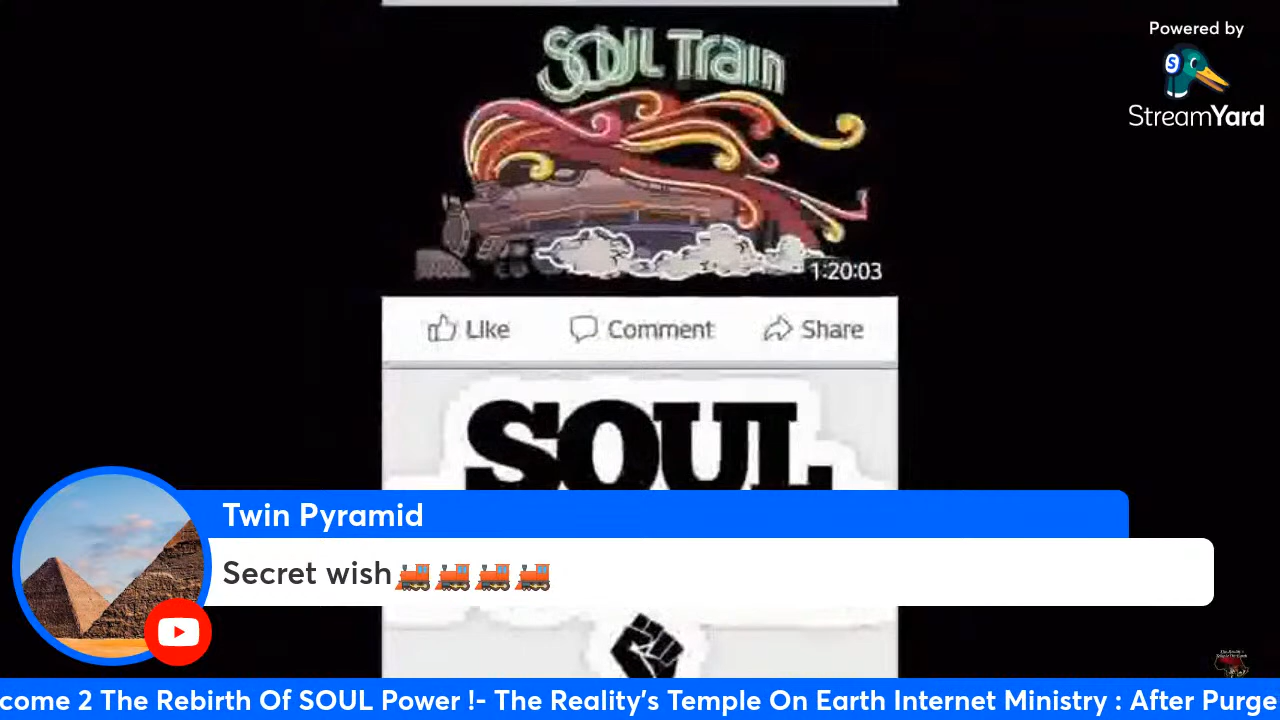 Powered by
StreamYard
SOUL Train
1:20:03
Like Comment Share
SOUL
Twin Pyramid
Secret wish🚂🚂🚂🚂
come 2 The Rebirth Of SOUL Power !- The Reality's Temple On Earth Internet Ministry : After Purge